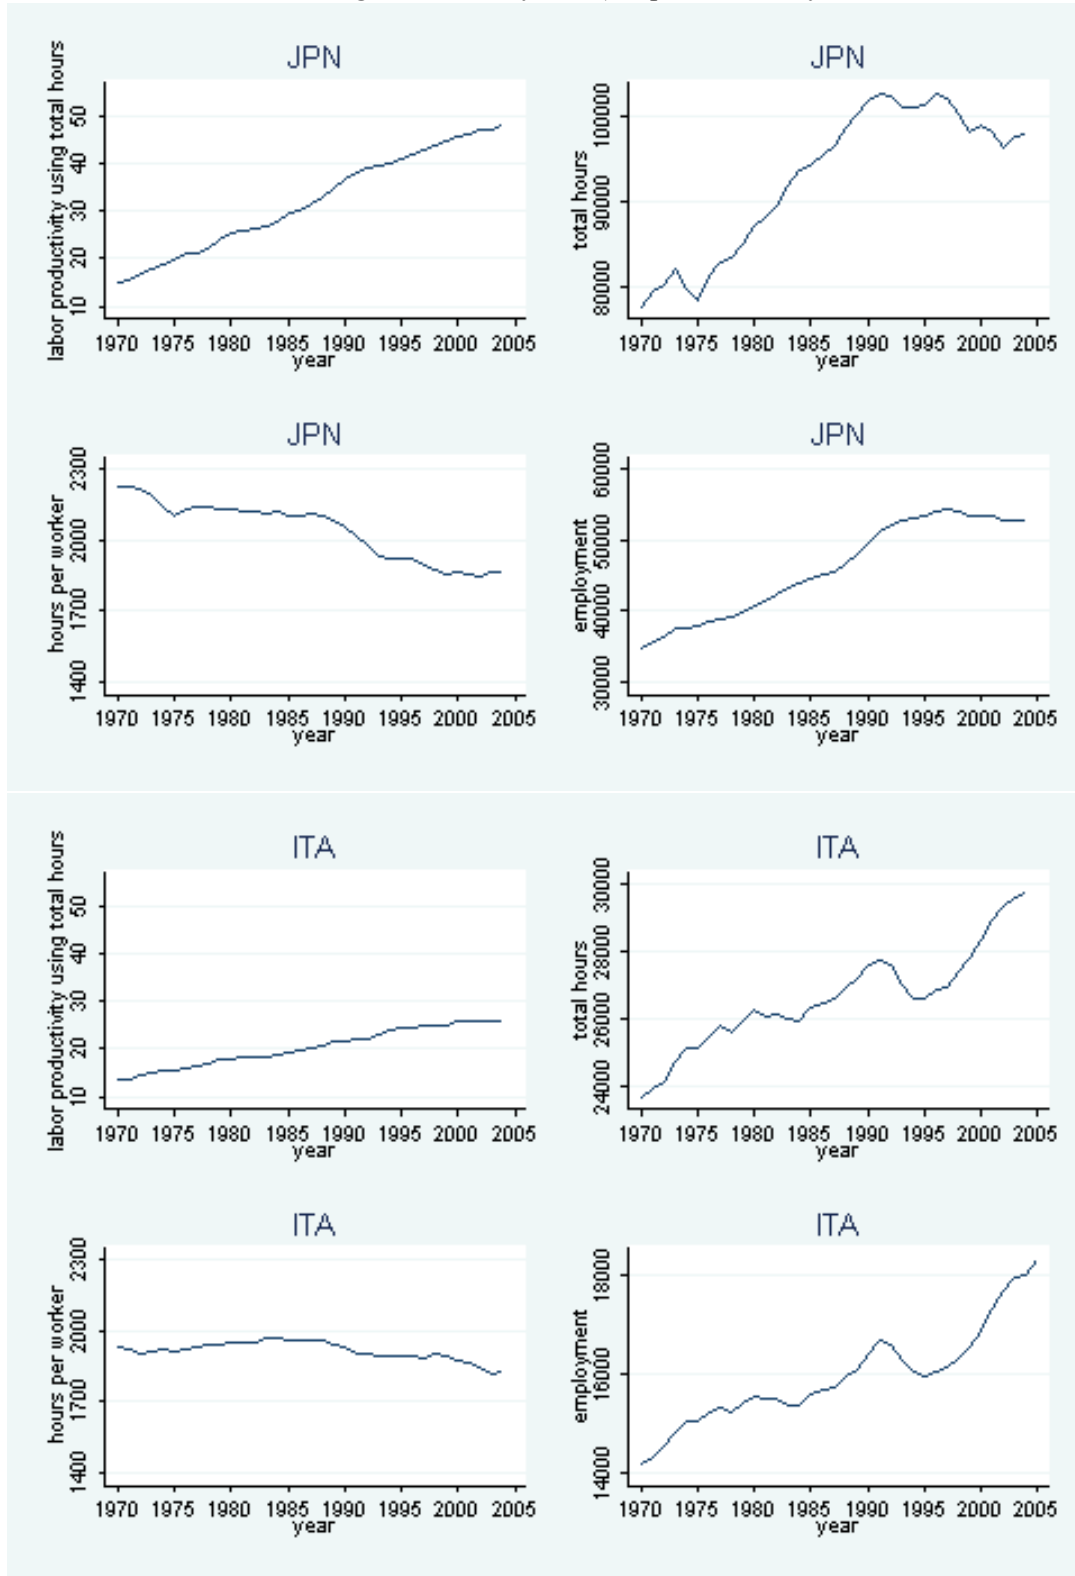 JPN
labor productivity using total hours
50
40
30
20
10
1970 1975 1980 1985 1990 1995 2000 2005
year
JPN
total hours
100000
90000
80000
1970 1975 1980 1985 1990 1995 2000 2005
year
JPN
hours per worker
2300
2000
1700
1400
1970 1975 1980 1985 1990 1995 2000 2005
year
JPN
employment
60000
50000
40000
30000
1970 1975 1980 1985 1990 1995 2000 2005
year
ITA
labor productivity using total hours
50
40
30
20
10
1970 1975 1980 1985 1990 1995 2000 2005
year
ITA
total hours
30000
28000
26000
24000
1970 1975 1980 1985 1990 1995 2000 2005
year
ITA
hours per worker
2300
2000
1700
1400
1970 1975 1980 1985 1990 1995 2000 2005
year
ITA
employment
18000
16000
14000
1970 1975 1980 1985 1990 1995 2000 2005
year